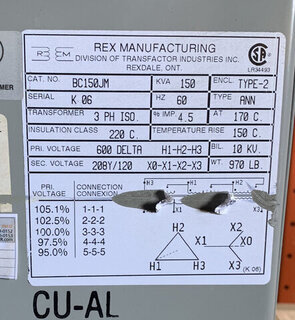 REX MANUFACTURING
DIVISION OF TRANSFACTOR INDUSTRIES INC.
REXDALE, ONT.
LR34493
CAT. NO. BC150JM KVA 150 ENCL. TYPE-2
SERIAL K 06 HZ 60 TYPE ANN
TRANSFORMER 3 PH ISO. % IMP 4.5 AT 170 C.
INSULATION CLASS 220 C. TEMPERATURE RISE 150 C.
PRI. VOLTAGE 600 DELTA H1-H2-H3 BIL 10 KV.
SEC. VOLTAGE 208Y/120 X0-X1-X2-X3 WT. 970 LB
PRI. VOLTAGE CONNECTION CONNEXION
105.1% 1-1-1
102.5% 2-2-2
100.0% 3-3-3
97.5% 4-4-4
95.0% 5-5-5
H3
X1
H2
H1 H3
X2
X1 X0
X3
(K 06)
CU-AL